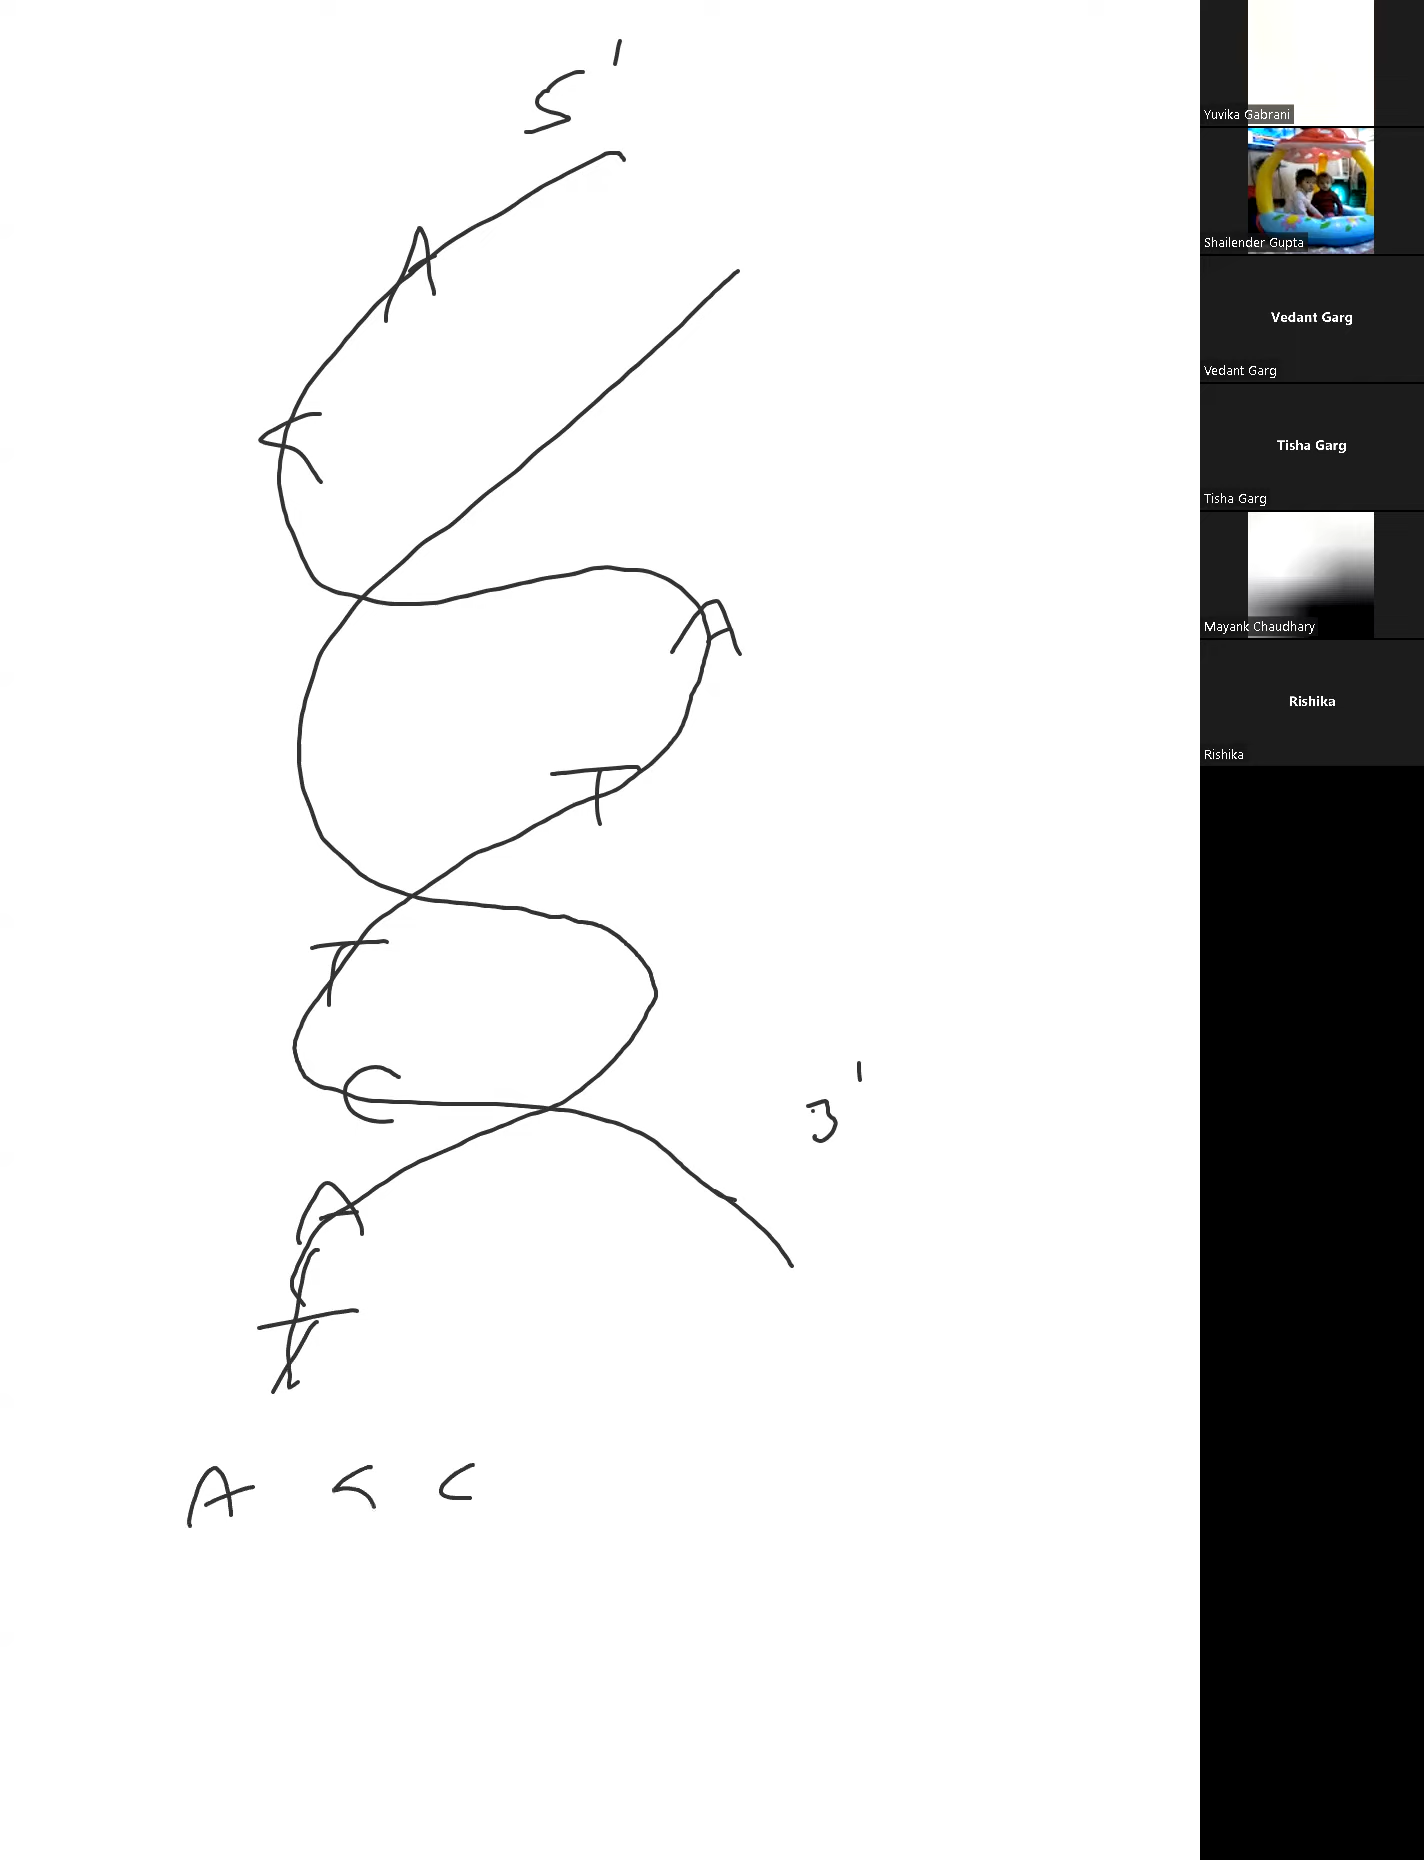 5'
A
A
T
T
C
3'
A
A C C
Yuvika Gabrani
Shailender Gupta
Vedant Garg
Vedant Garg
Tisha Garg
Tisha Garg
Mayank Chaudhary
Rishika
Rishika